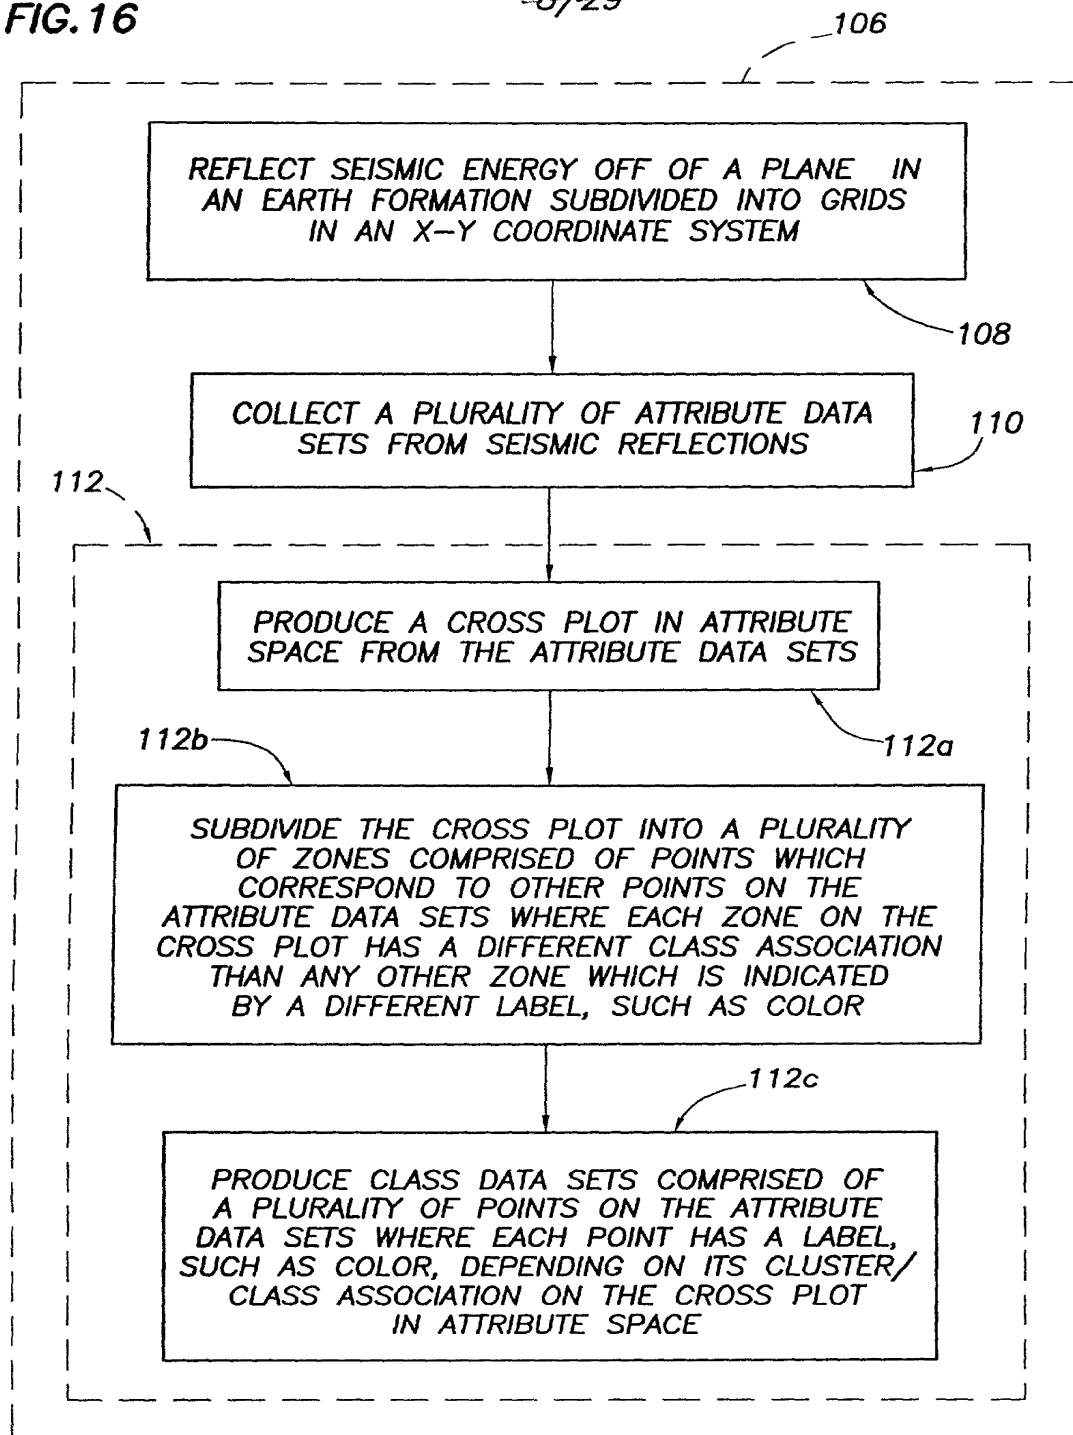 FIG. 16
8/29
106
REFLECT SEISMIC ENERGY OFF OF A PLANE IN
AN EARTH FORMATION SUBDIVIDED INTO GRIDS
IN AN X-Y COORDINATE SYSTEM
108
COLLECT A PLURALITY OF ATTRIBUTE DATA
SETS FROM SEISMIC REFLECTIONS
110
112
PRODUCE A CROSS PLOT IN ATTRIBUTE
SPACE FROM THE ATTRIBUTE DATA SETS
112a
112b
SUBDIVIDE THE CROSS PLOT INTO A PLURALITY
OF ZONES COMPRISED OF POINTS WHICH
CORRESPOND TO OTHER POINTS ON THE
ATTRIBUTE DATA SETS WHERE EACH ZONE ON THE
CROSS PLOT HAS A DIFFERENT CLASS ASSOCIATION
THAN ANY OTHER ZONE WHICH IS INDICATED
BY A DIFFERENT LABEL, SUCH AS COLOR
112c
PRODUCE CLASS DATA SETS COMPRISED OF
A PLURALITY OF POINTS ON THE ATTRIBUTE
DATA SETS WHERE EACH POINT HAS A LABEL,
SUCH AS COLOR, DEPENDING ON ITS CLUSTER/
CLASS ASSOCIATION ON THE CROSS PLOT
IN ATTRIBUTE SPACE